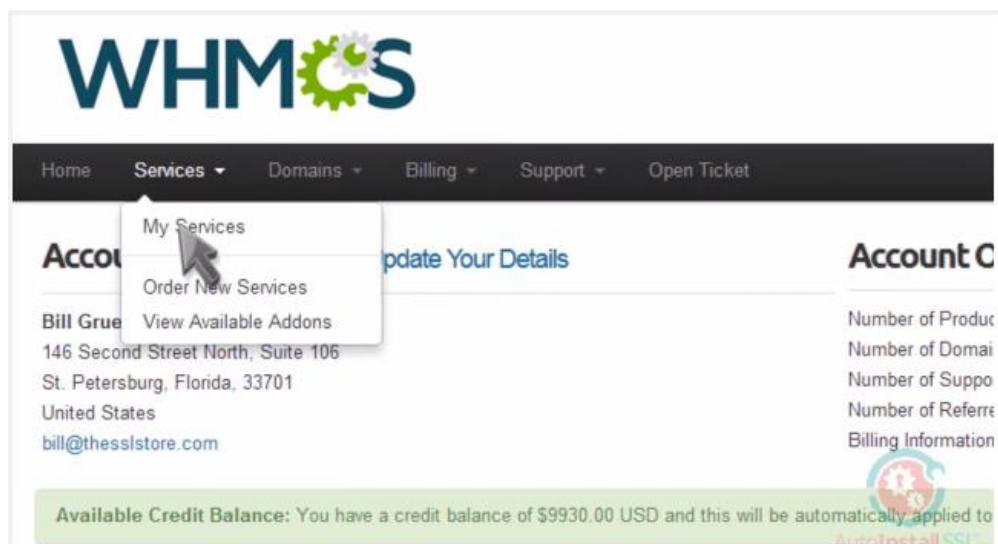 WHMCS
Home Services Domains Billing Support Open Ticket
My Services
Order New Services
View Available Addons
Accou pdate Your Details
Bill Grue
146 Second Street North, Suite 106
St. Petersburg, Florida, 33701
United States
bill@thesslstore.com
Account O
Number of Produc
Number of Domai
Number of Suppo
Number of Referre
Billing Information
Available Credit Balance: You have a credit balance of $9930.00 USD and this will be automatically applied to
AutoInstall SSL